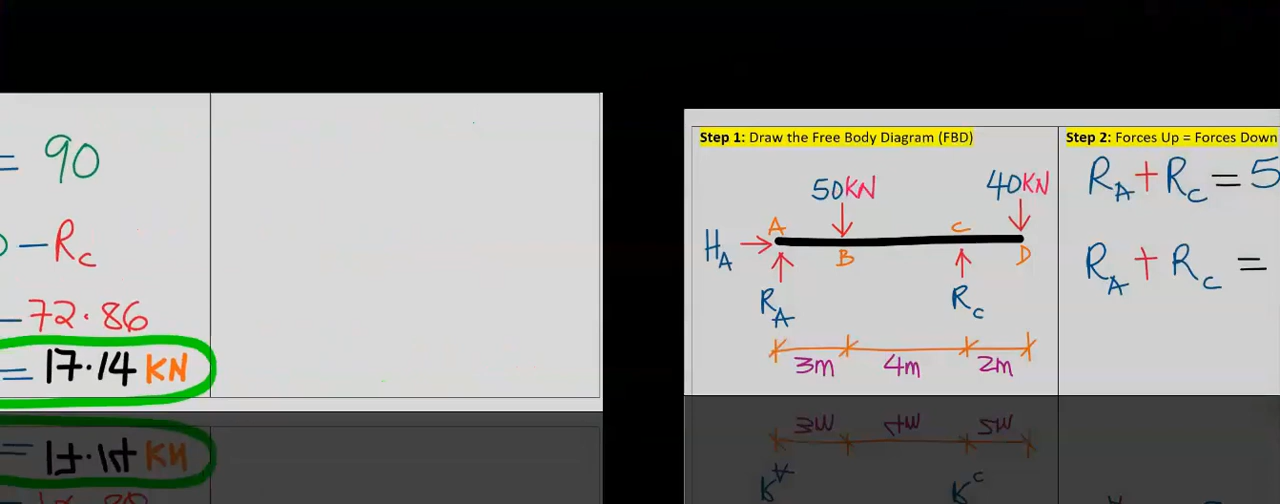 = 90
– Rc
– 72.86
= 17.14 KN
Step 1: Draw the Free Body Diagram (FBD)
50KN 40KN
A C
HA
B D
RA Rc
3m 4m 2m
Step 2: Forces Up = Forces Down
RA + Rc = 5
RA + Rc =